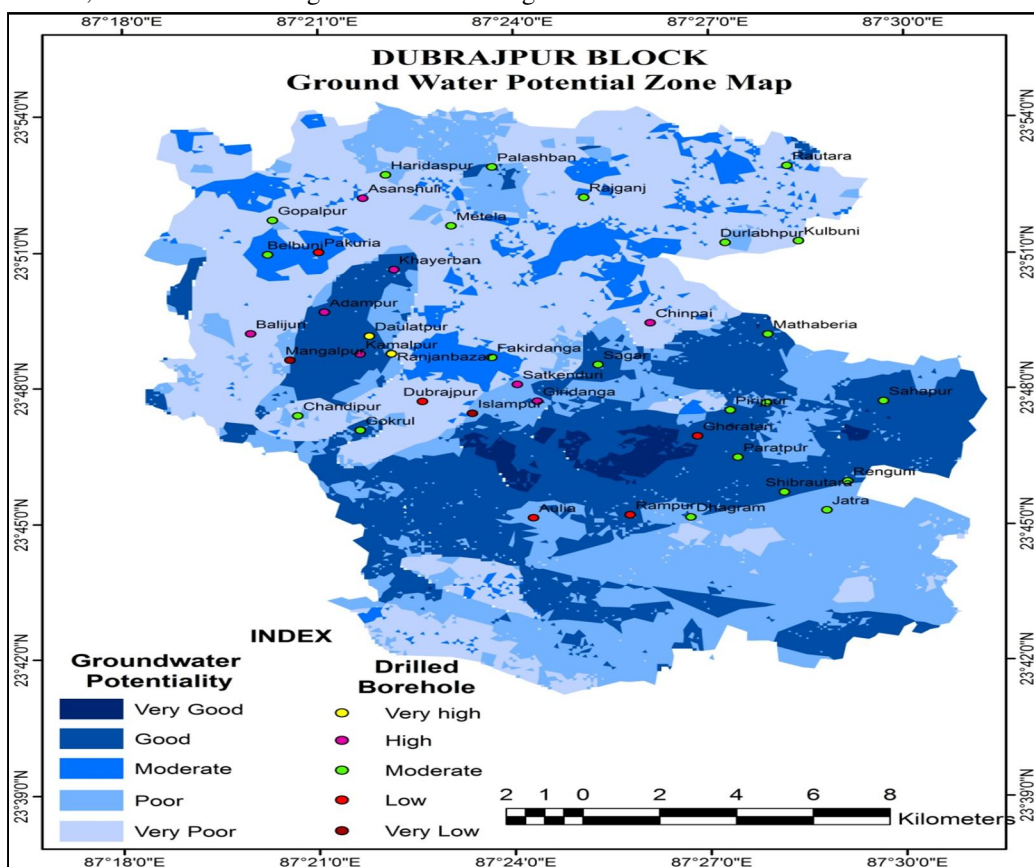 87°18'0"E 87°21'0"E 87°24'0"E 87°27'0"E 87°30'0"E
DUBRAJPUR BLOCK
Ground Water Potential Zone Map
23°54'0"N 23°54'0"N
Rautara
Palashban
Haridaspur
Asanshuli
Rajganj
Gopalpur
Metela
Durlabhpur Kulbuni
23°51'0"N 23°51'0"N
Belbuni Pakuria
Khayerban
Adampur
Chinpai
Balijuri
Daulatpur
Mathaberia
Mangalpur Kamalpur
Ranjanbazar Fakirdanga
Sagar
Satkenduri
23°48'0"N 23°48'0"N
Dubrajpur
Islampur Giridanga
Sahapur
Chandipur
Piripur
Gokrul
Ghoratari
Paratpur
Renguni
Shibrautara
Jatra
Aulia
Rampur Dhagram
23°45'0"N 23°45'0"N
23°42'0"N 23°42'0"N
INDEX
Groundwater
Potentiality
Very Good
Good
Moderate
Poor
Very Poor
Drilled
Borehole
Very high
High
Moderate
Low
Very Low
2 1 0 2 4 6 8
Kilometers
23°39'0"N 23°39'0"N
87°18'0"E 87°21'0"E 87°24'0"E 87°27'0"E 87°30'0"E